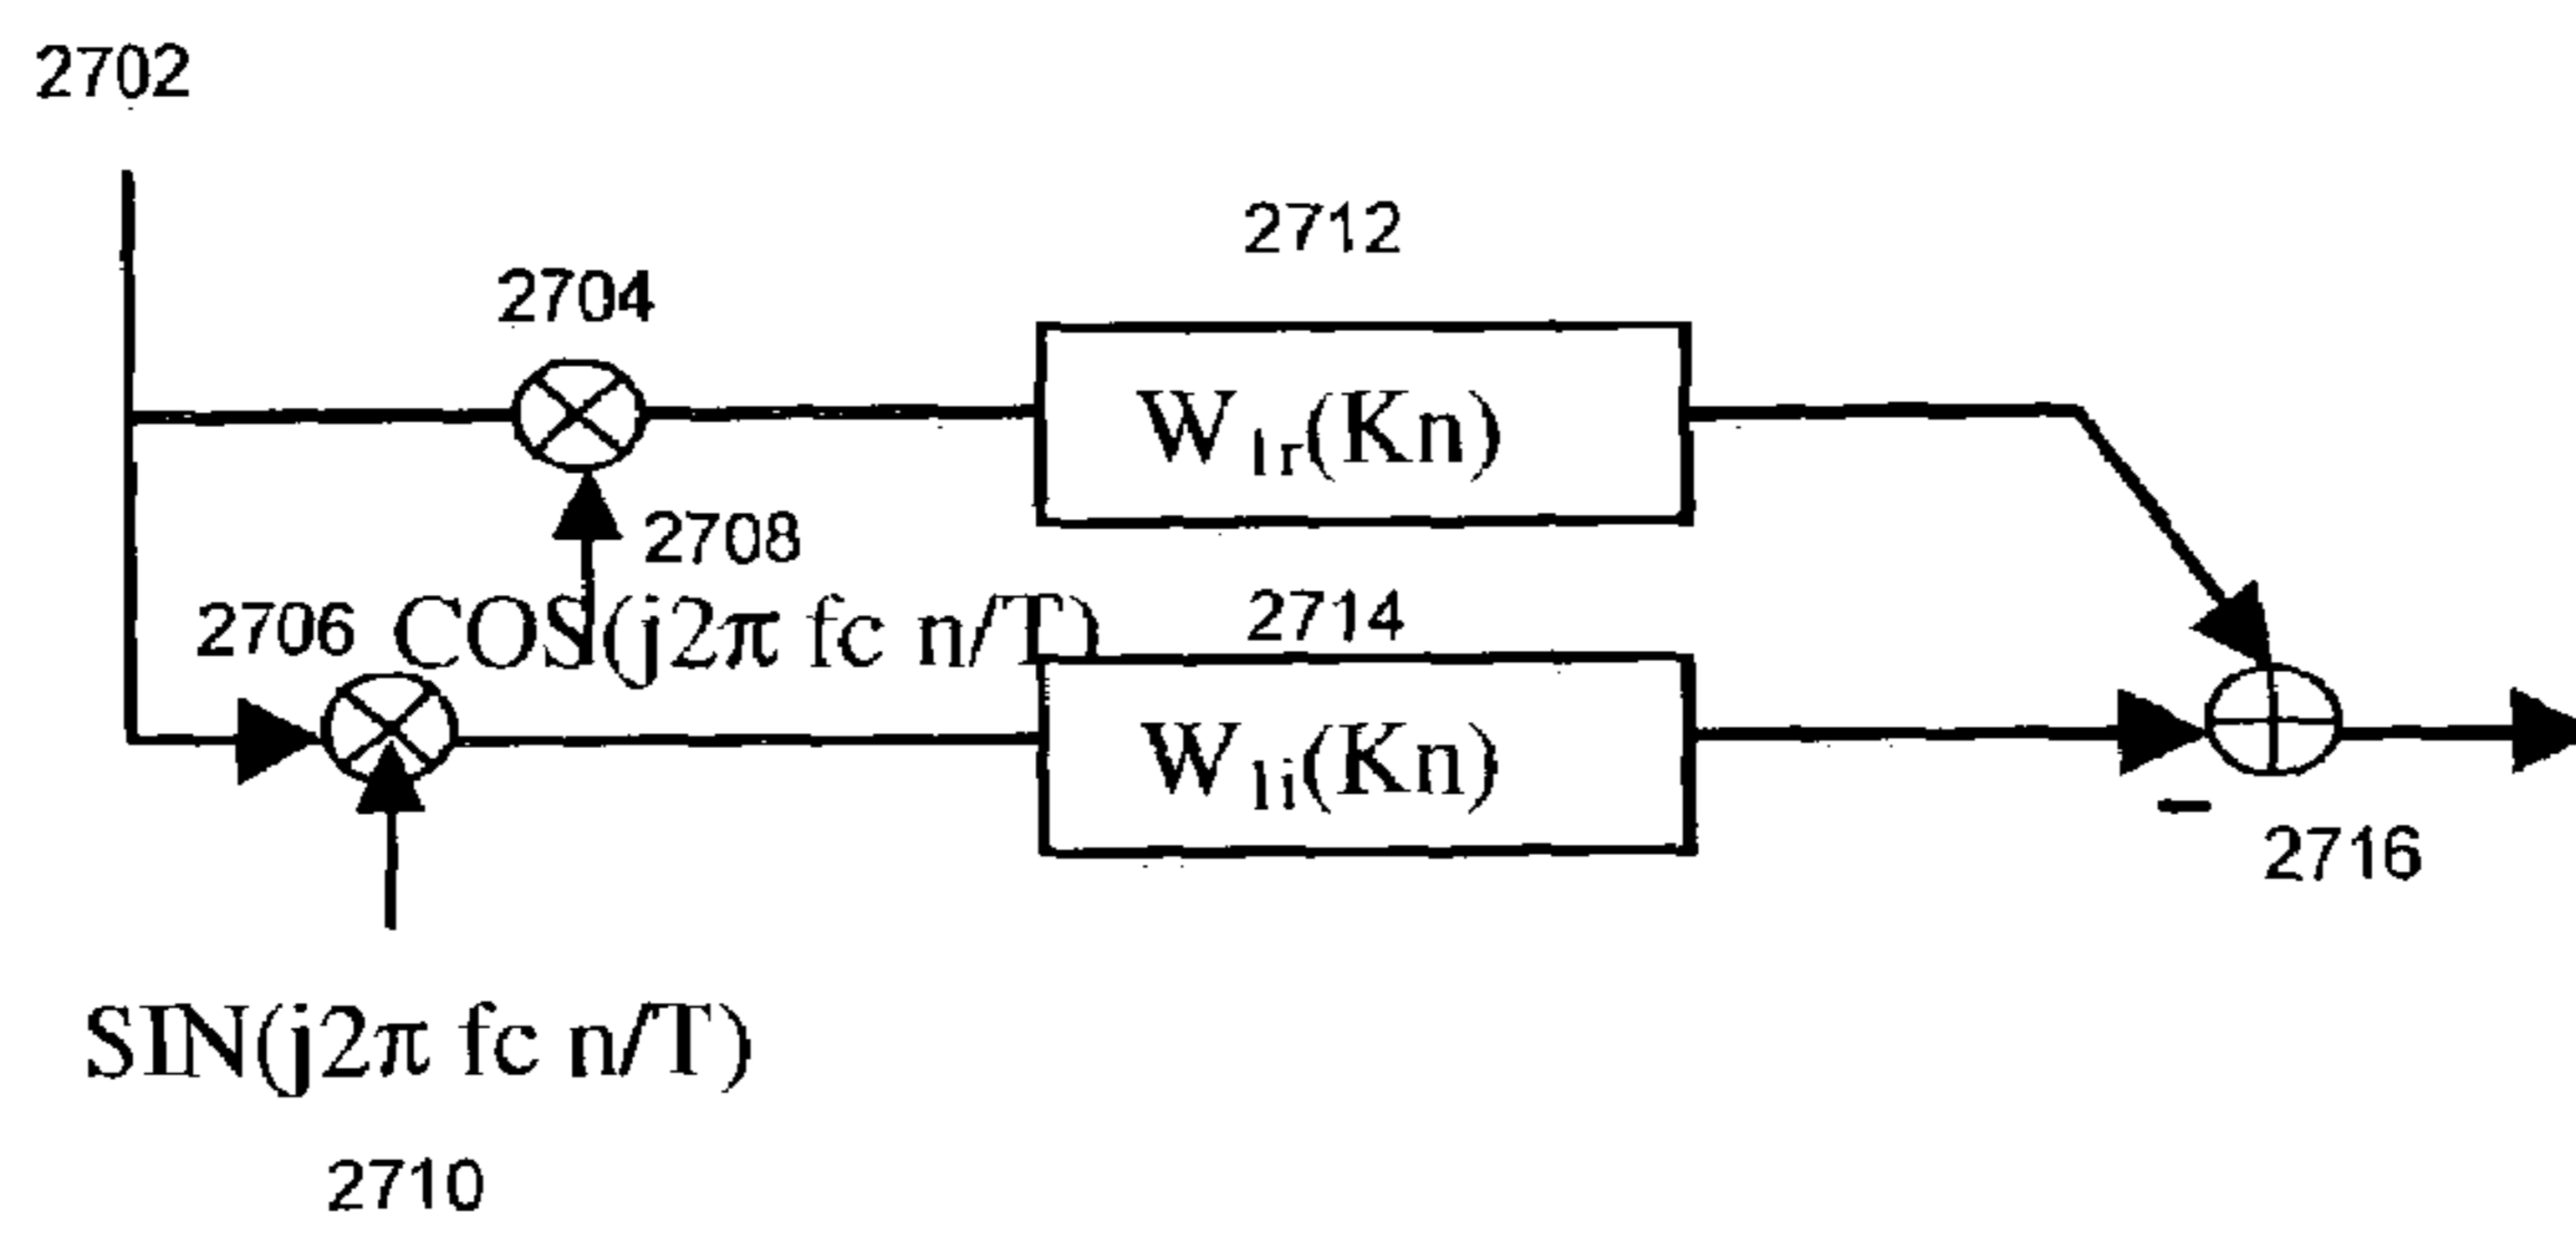 2702
2712
2704
W1r(Kn)
2708
2706 COS(j2π fc n/T) 2714
W1i(Kn)
-
2716
SIN(j2π fc n/T)
2710